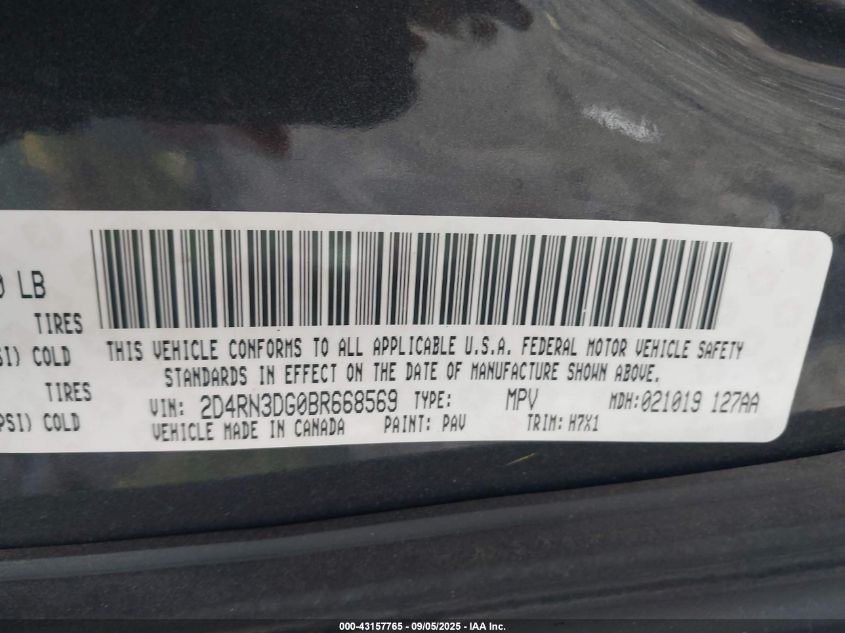 0 LB
TIRES
SI) COLD
TIRES
PSI) COLD
THIS VEHICLE CONFORMS TO ALL APPLICABLE U.S.A. FEDERAL MOTOR VEHICLE SAFETY
STANDARDS IN EFFECT ON THE DATE OF MANUFACTURE SHOWN ABOVE.
VIN: 2D4RN3DG0BR668569 TYPE: MPV MDH:021019 127AA
VEHICLE MADE IN CANADA PAINT: PAV TRIM: H7X1
000-43157765 - 09/05/2025 - IAA Inc.